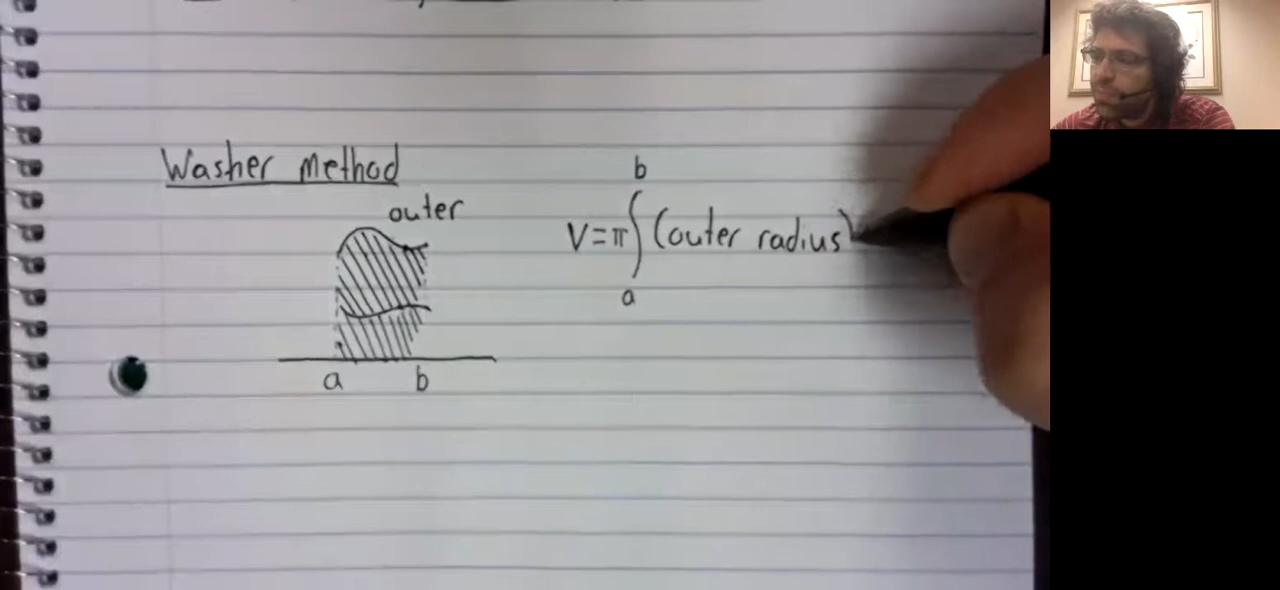 Washer Method
outer
b
V=π∫(outer radius)
a
a b